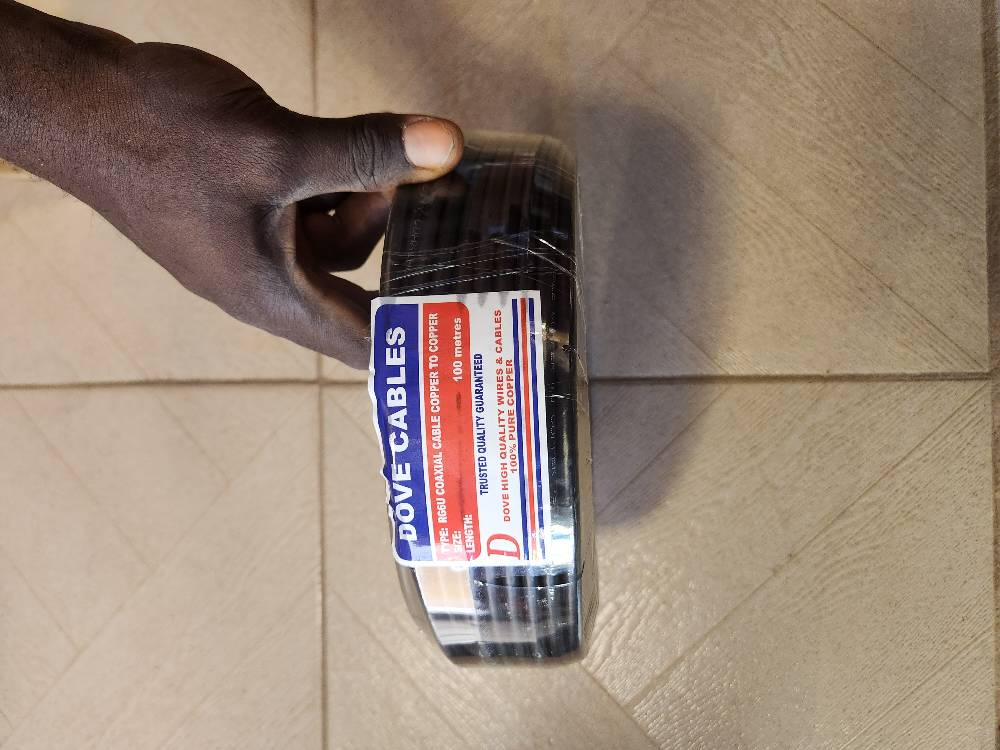 DOVE CABLES
TYPE: RG6U COAXIAL CABLE COPPER TO COPPER
SIZE:
LENGTH: 100 metres
TRUSTED QUALITY GUARANTEED
D
DOVE HIGH QUALITY WIRES & CABLES
100% PURE COPPER